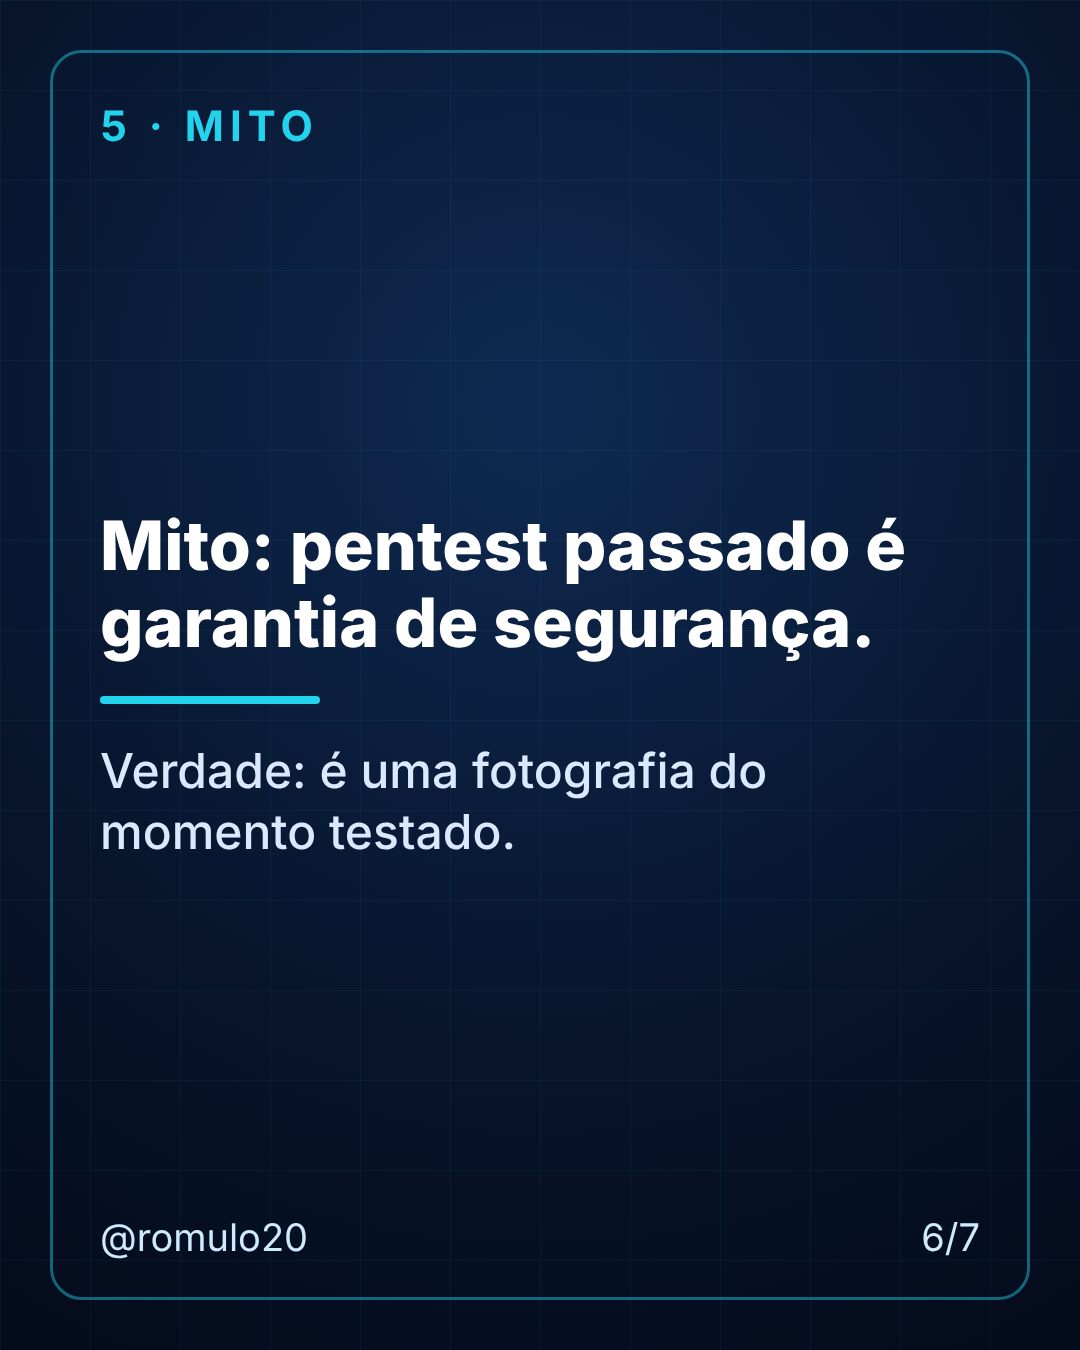 5 · MITO
Mito: pentest passado é
garantia de segurança.
Verdade: é uma fotografia do
momento testado.
@romulo20
6/7